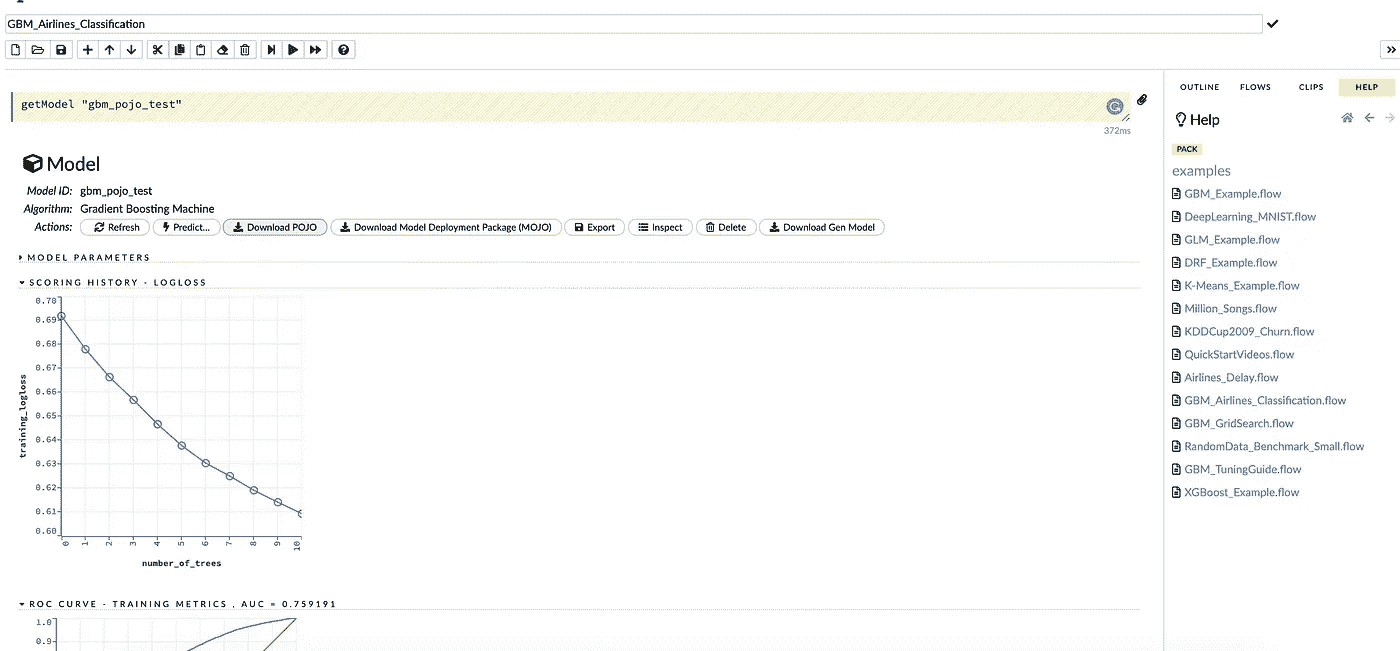 GBM_Airlines_Classification
getModel "gbm_pojo_test"
372ms
Model
Model ID: gbm_pojo_test
Algorithm: Gradient Boosting Machine
Actions: Refresh Predict... Download POJO Download Model Deployment Package (MOJO) Export Inspect Delete Download Gen Model
MODEL PARAMETERS
SCORING HISTORY - LOGLOSS
training_logloss
0.70
0.69
0.68
0.67
0.66
0.65
0.64
0.63
0.62
0.61
0.60
0 1 2 3 4 5 6 7 8 9 10
number_of_trees
ROC CURVE - TRAINING METRICS , AUC = 0.759191
1.0
0.9
OUTLINE FLOWS CLIPS HELP
Help
PACK
examples
GBM_Example.flow
DeepLearning_MNIST.flow
GLM_Example.flow
DRF_Example.flow
K-Means_Example.flow
Million_Songs.flow
KDDCup2009_Churn.flow
QuickStartVideos.flow
Airlines_Delay.flow
GBM_Airlines_Classification.flow
GBM_GridSearch.flow
RandomData_Benchmark_Small.flow
GBM_TuningGuide.flow
XGBoost_Example.flow